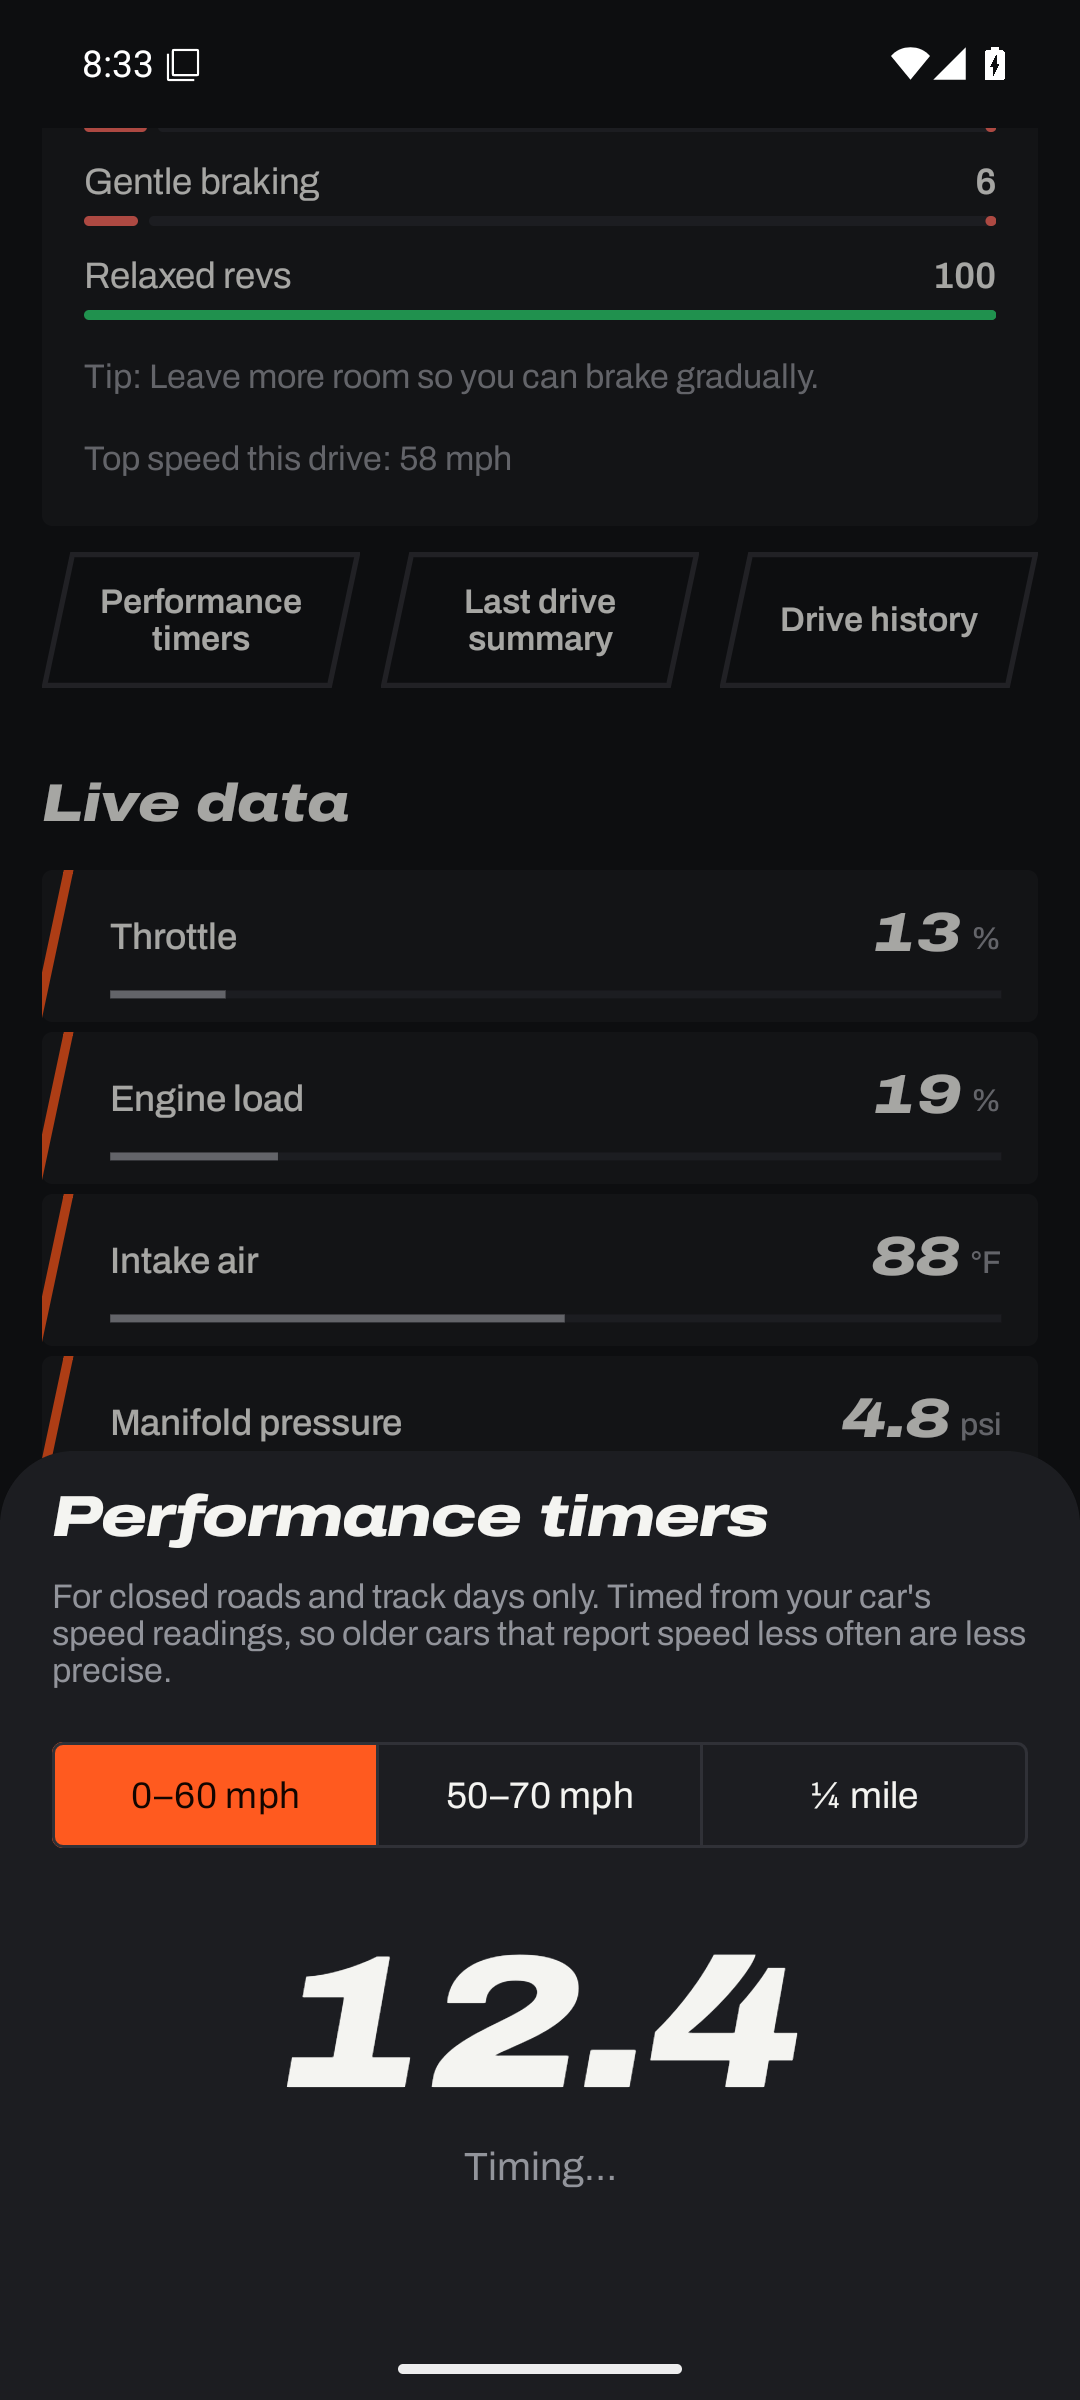 8:33
Gentle braking 6
Relaxed revs 100
Tip: Leave more room so you can brake gradually.
Top speed this drive: 58 mph
Performance timers
Last drive summary
Drive history
Live data
Throttle 13 %
Engine load 19 %
Intake air 88 °F
Manifold pressure 4.8 psi
Performance timers
For closed roads and track days only. Timed from your car's
speed readings, so older cars that report speed less often are less
precise.
0–60 mph 50–70 mph ¼ mile
12.4
Timing...